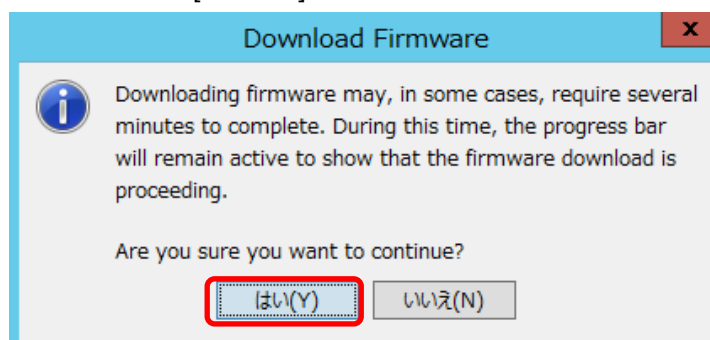 Download Firmware
x
Downloading firmware may, in some cases, require several
minutes to complete. During this time, the progress bar
will remain active to show that the firmware download is
proceeding.
Are you sure you want to continue?
はい(Y) いいえ(N)